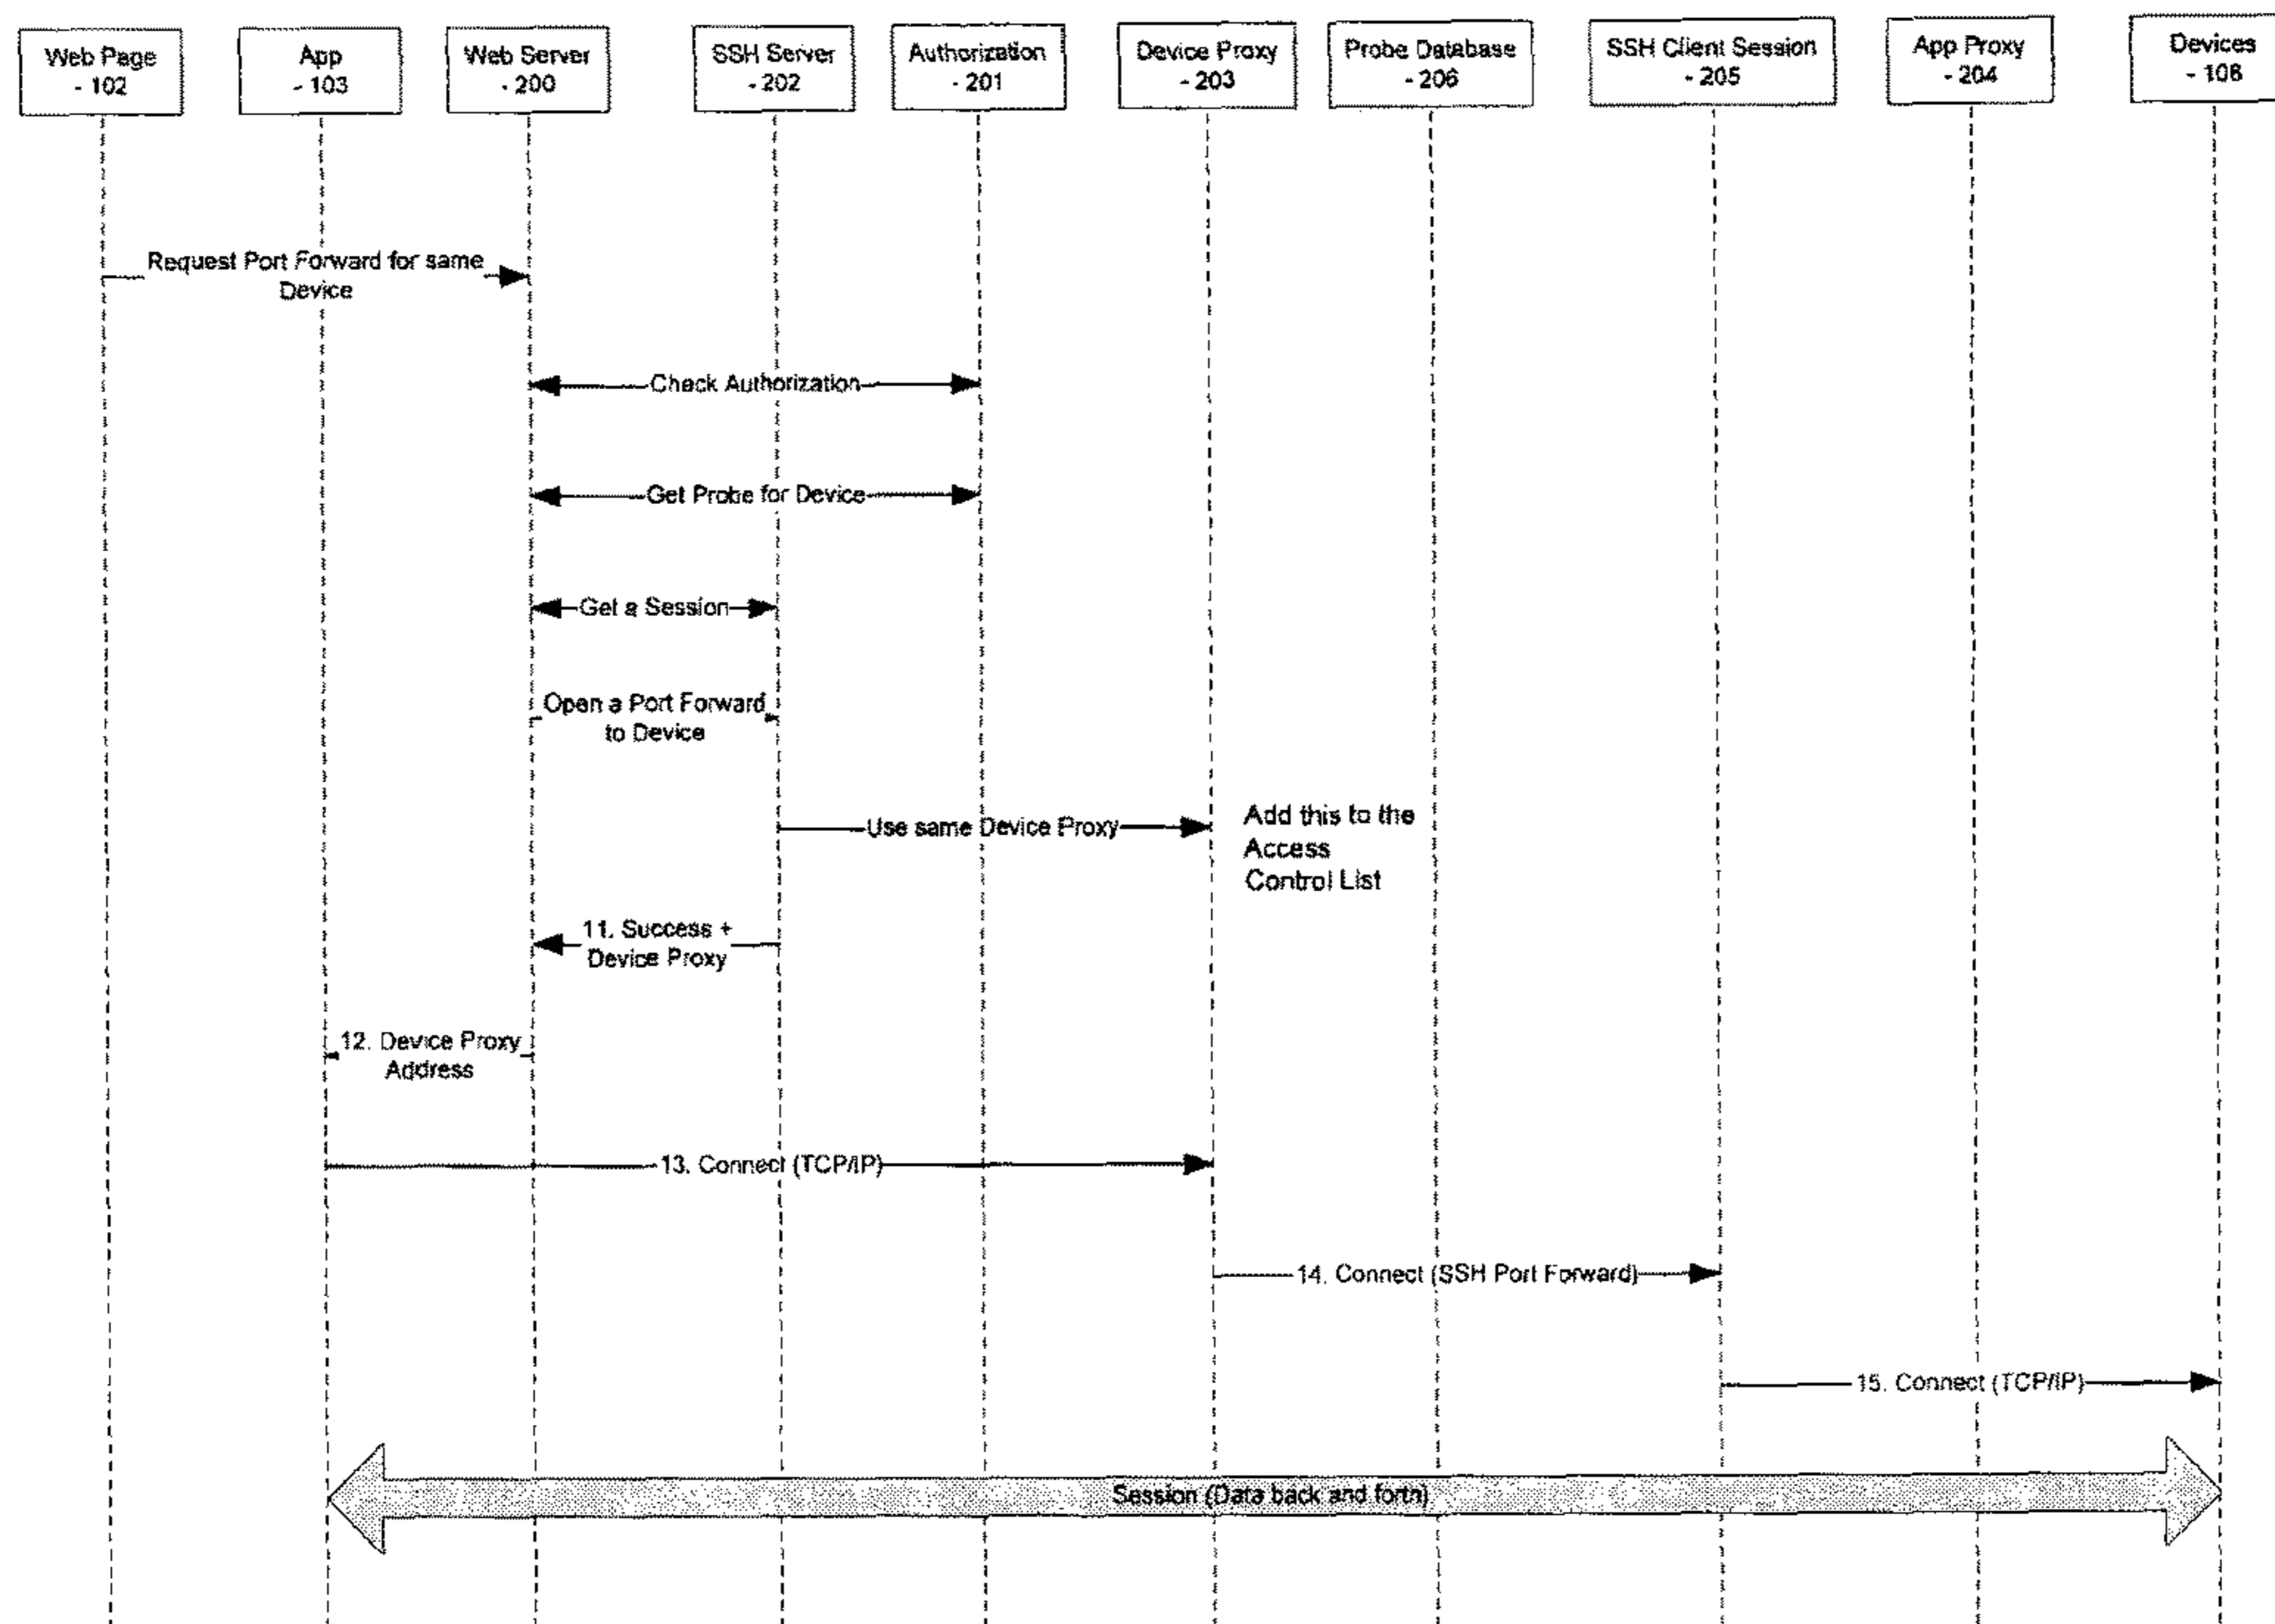 Web Page
- 102
App
- 103
Web Server
- 200
SSH Server
- 202
Authorization
- 201
Device Proxy
- 203
Probe Database
- 206
SSH Client Session
- 205
App Proxy
- 204
Devices
- 108
Request Port Forward for same
Device
Check Authorization
Get Probe for Device
Get a Session
Open a Port Forward
to Device
Use same Device Proxy
Add this to the
Access
Control List
11. Success +
Device Proxy
12. Device Proxy
Address
13. Connect (TCP/IP)
14. Connect (SSH Port Forward)
15. Connect (TCP/IP)
Session (Data back and forth)